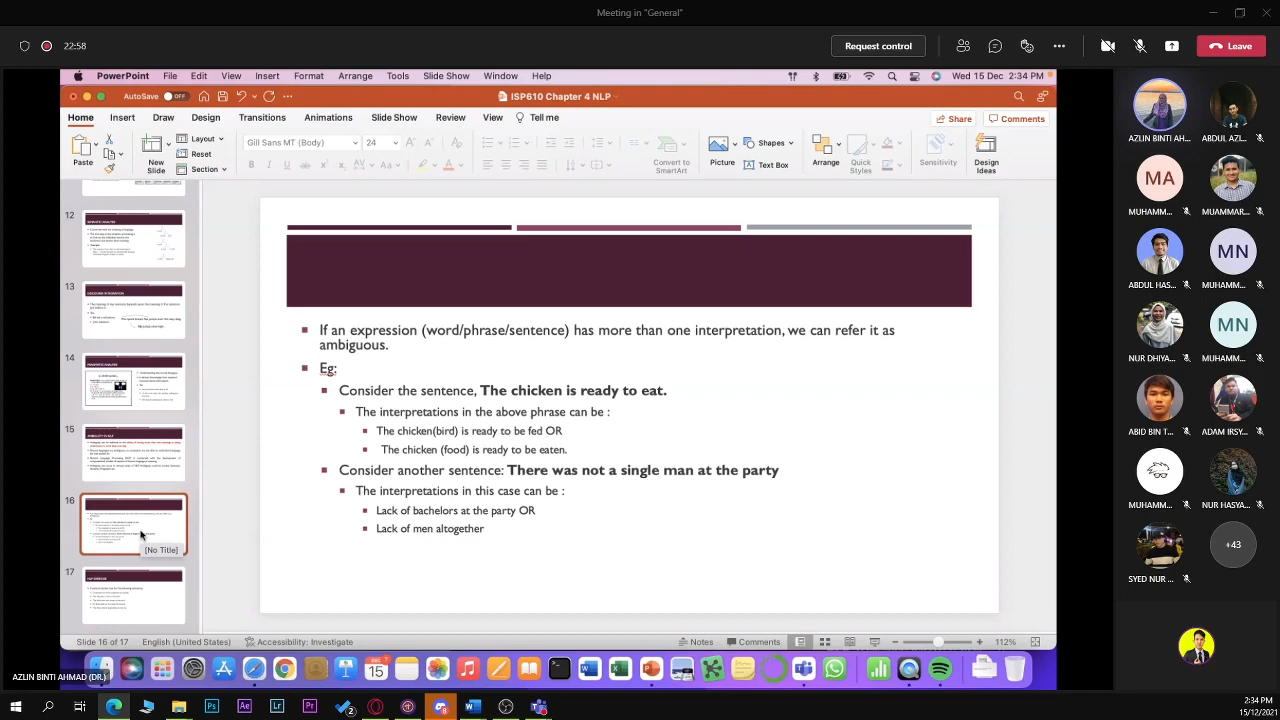 Meeting in "General"
22:58
Request control
Leave
PowerPoint File Edit View Insert Format Arrange Tools Slide Show Window Help
Wed 15 Dec 2:34 PM
AutoSave OFF
ISP610 Chapter 4 NLP
Home Insert Draw Design Transitions Animations Slide Show Review View Tell me
Share Comments
Paste
New Slide
Layout
Reset
Section
Gill Sans MT (Body) 24
Convert to SmartArt
Picture
Shapes
Text Box
Arrange
Quick Styles
Sensitivity
Design Ideas
12
13
14
15
16
[No Title]
17
If an expression (word/phrase/sentence) has more than one interpretation, we can refer it as
ambiguous.
Eg:
Consider the sentence, The chicken is ready to eat.
The interpretations in the above phrase can be :
The chicken(bird) is ready to be fed OR
The chicken (food) is ready to be eaten.
Consider another sentence: There was not a single man at the party
The interpretations in this case can be :
Lack of bachelors at the party OR
Lack of men altogether
Slide 16 of 17 English (United States) Accessibility: Investigate
Notes Comments 112%
AZLIN BINTI AHMAD (DR.)
AZLIN BINTI AH...
ABDUL AZI...
MA
MUHAMM...
MUAMMAR...
ABDUL HAS...
MN
MUHAMM...
NUR DHIYA...
MN
MUHAMM...
ABID BIN T...
ADAM IRSY...
MUHAMM...
NUR HASYA...
SYED NUR ...
+43
2:34 PM
15/12/2021